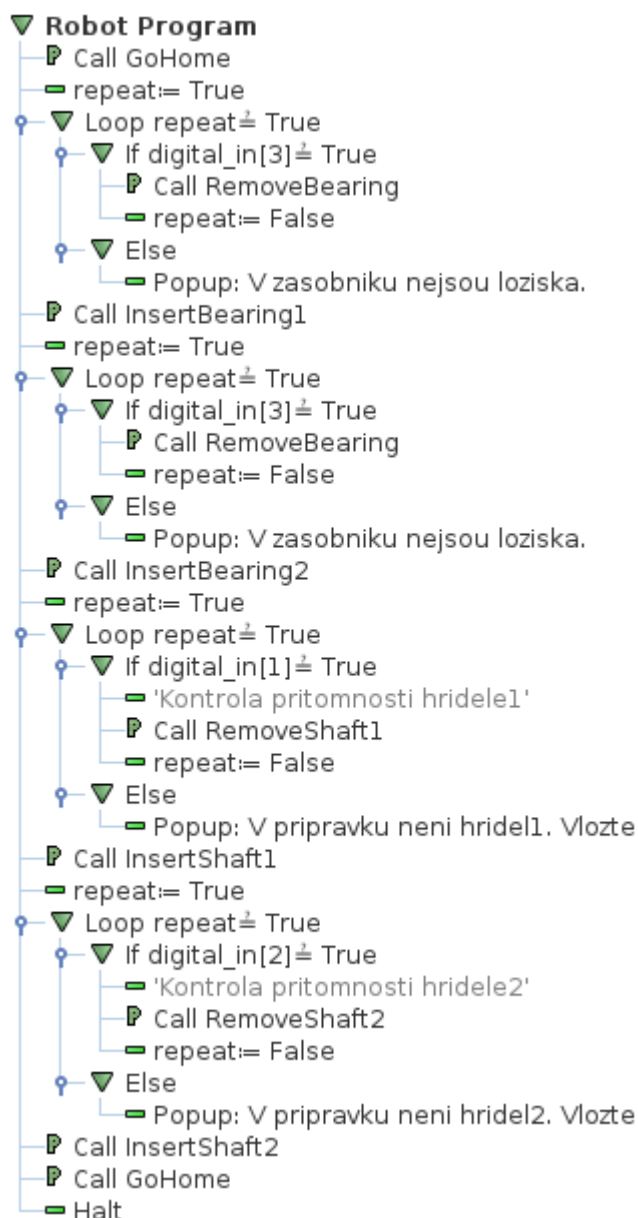 Robot Program
Call GoHome
repeat:= True
Loop repeat≟ True
If digital_in[3]≟ True
Call RemoveBearing
repeat:= False
Else
Popup: V zasobniku nejsou loziska.
Call InsertBearing1
repeat:= True
Loop repeat≟ True
If digital_in[3]≟ True
Call RemoveBearing
repeat:= False
Else
Popup: V zasobniku nejsou loziska.
Call InsertBearing2
repeat:= True
Loop repeat≟ True
If digital_in[1]≟ True
'Kontrola pritomnosti hridele1'
Call RemoveShaft1
repeat:= False
Else
Popup: V pripravku neni hridel1. Vlozte
Call InsertShaft1
repeat:= True
Loop repeat≟ True
If digital_in[2]≟ True
'Kontrola pritomnosti hridele2'
Call RemoveShaft2
repeat:= False
Else
Popup: V pripravku neni hridel2. Vlozte
Call InsertShaft2
Call GoHome
Halt